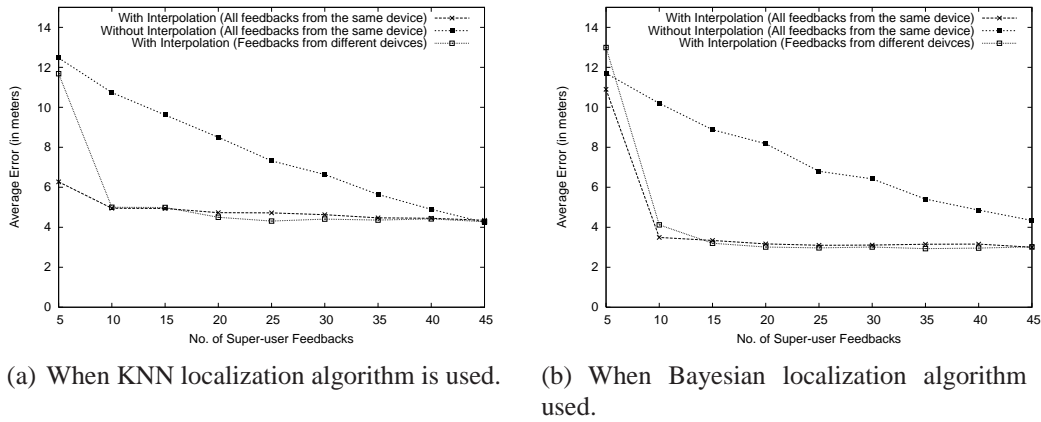 With Interpolation (All feedbacks from the same device)
Without Interpolation (All feedbacks from the same device)
With Interpolation (Feedbacks from different deivces)
14
12
10
8
6
4
2
0
Average Error (in meters)
5 10 15 20 25 30 35 40 45
No. of Super-user Feedbacks
(a) When KNN localization algorithm is used.
With Interpolation (All feedbacks from the same device)
Without Interpolation (All feedbacks from the same device)
With Interpolation (Feedbacks from different deivces)
14
12
10
8
6
4
2
0
Average Error (in meters)
5 10 15 20 25 30 35 40 45
No. of Super-user Feedbacks
(b) When Bayesian localization algorithm
used.